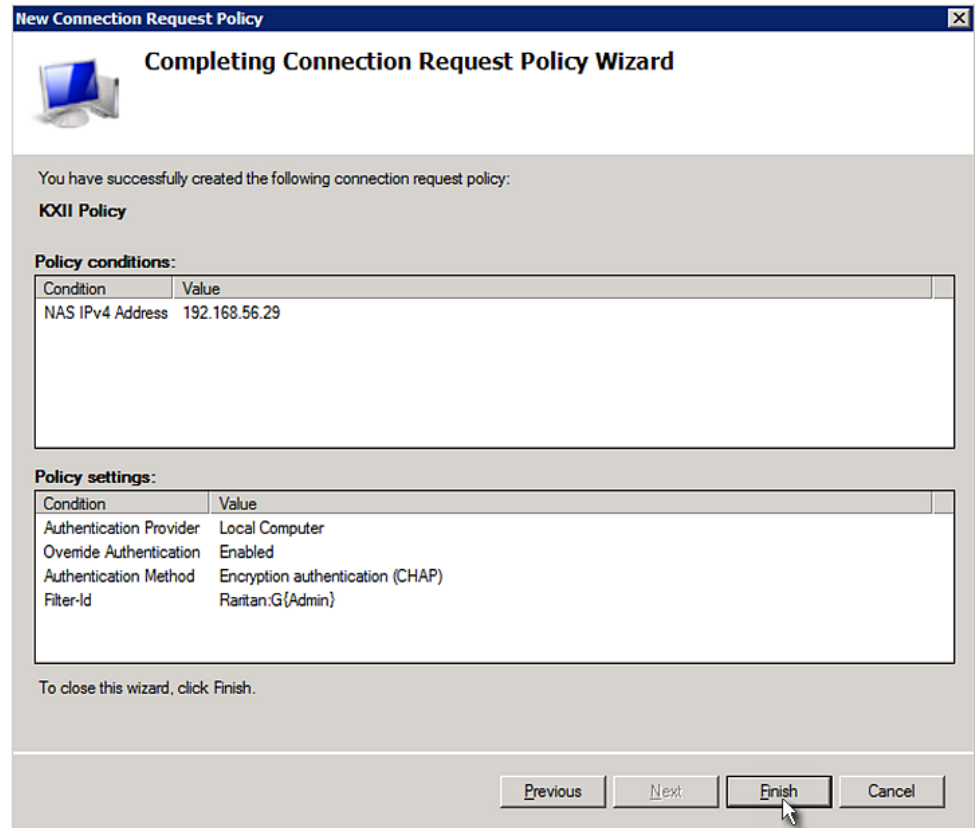 New Connection Request Policy
Completing Connection Request Policy Wizard
You have successfully created the following connection request policy:
KXII Policy
Policy conditions:
Condition Value
NAS IPv4 Address 192.168.56.29
Policy settings:
Condition Value
Authentication Provider Local Computer
Override Authentication Enabled
Authentication Method Encryption authentication (CHAP)
Filter-Id Raritan:G{Admin}
To close this wizard, click Finish.
Previous Next Finish Cancel